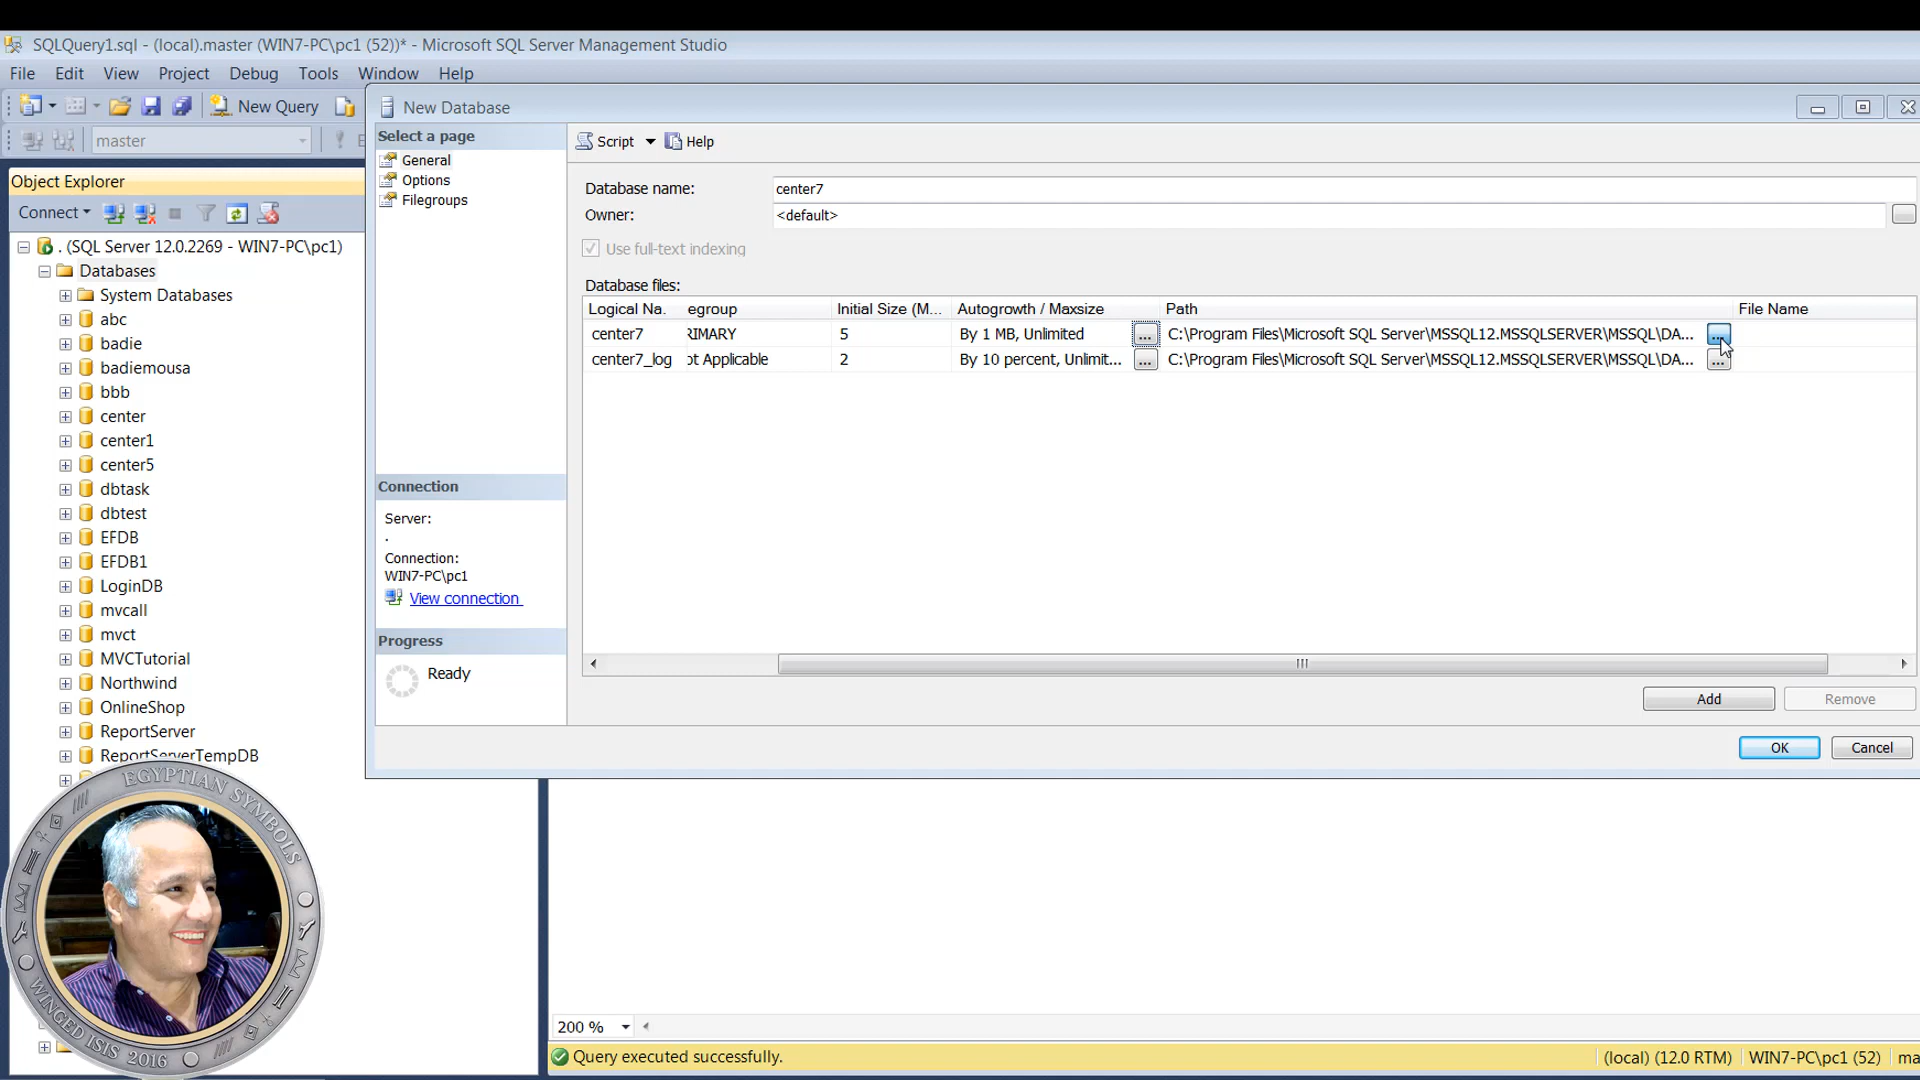 SQLQuery1.sql - (local).master (WIN7-PC\pc1 (52))* - Microsoft SQL Server Management Studio
File Edit View Project Debug Tools Window Help
New Query
master
Object Explorer
Connect
. (SQL Server 12.0.2269 - WIN7-PC\pc1)
Databases
System Databases
abc
badie
badiemousa
bbb
center
center1
center5
dbtask
dbtest
EFDB
EFDB1
LoginDB
mvcall
mvct
MVCTutorial
Northwind
OnlineShop
ReportServer
ReportServerTempDB
EGYPTIAN SYMBOLS
WINGED ISIS 2016
New Database
Select a page
General
Options
Filegroups
Connection
Server:
.
Connection:
WIN7-PC\pc1
View connection
Progress
Ready
Script Help
Database name: center7
Owner: <default>
Use full-text indexing
Database files:
Logical Na... egroup Initial Size (M... Autogrowth / Maxsize Path File Name
center7 RIMARY 5 By 1 MB, Unlimited ... C:\Program Files\Microsoft SQL Server\MSSQL12.MSSQLSERVER\MSSQL\DA... ...
center7_log ot Applicable 2 By 10 percent, Unlimit... ... C:\Program Files\Microsoft SQL Server\MSSQL12.MSSQLSERVER\MSSQL\DA... ...
Add Remove
OK Cancel
200 %
Query executed successfully. (local) (12.0 RTM) WIN7-PC\pc1 (52) ma